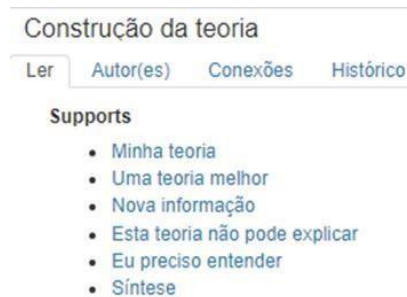 Construção da teoria
Ler Autor(es) Conexões Histórico
Supports
• Minha teoria
• Uma teoria melhor
• Nova informação
• Esta teoria não pode explicar
• Eu preciso entender
• Síntese